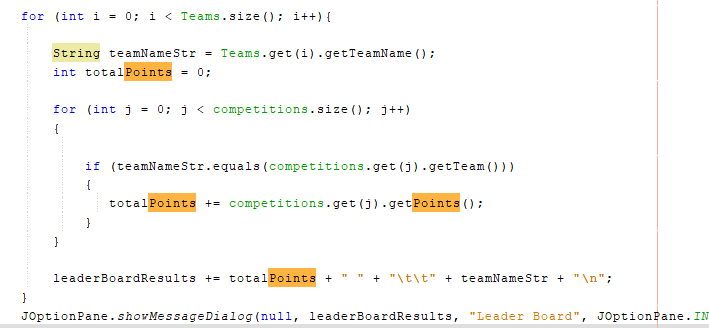 for (int i = 0; i < Teams.size(); i++){
String teamNameStr = Teams.get(i).getTeamName();
int totalPoints = 0;
for (int j = 0; j < competitions.size(); j++)
{
if (teamNameStr.equals(competitions.get(j).getTeam()))
{
totalPoints += competitions.get(j).getPoints();
}
}
leaderBoardResults += totalPoints + " " + "\t\t" + teamNameStr + "\n";
}
JOptionPane.showMessageDialog(null, leaderBoardResults, "Leader Board", JOptionPane.IN